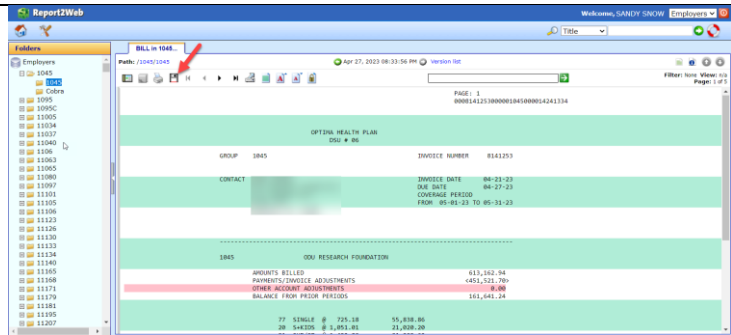 Report2Web
Welcome, SANDY SNOW Employers
Title
Folders
BILL in 1045...
Employers
Path: /1045/1045
Apr 27, 2023 08:33:56 PM Version list
Filter: None View: n/a
Page: 1 of 5
1045
1045
Cobra
1095
1095C
11005
11034
11037
11040
1106
11063
11065
11080
11097
11101
11105
11106
11123
11126
11130
11133
11134
11140
11165
11168
11171
11179
11181
11195
11207
PAGE: 1
OPTIMA HEALTH PLAN
DSU # 06
GROUP 1045 INVOICE NUMBER 8141253
CONTACT INVOICE DATE 04-21-23
DUE DATE 04-27-23
COVERAGE PERIOD
FROM 05-01-23 TO 05-31-23
1045 ODU RESEARCH FOUNDATION
AMOUNTS BILLED 613,162.94
PAYMENTS/INVOICE ADJUSTMENTS <451,521.70>
OTHER ACCOUNT ADJUSTMENTS 0.00
BALANCE FROM PRIOR PERIODS 161,641.24
77 SINGLE @ 725.18 55,838.86
20 S+KIDS @ 1,051.01 21,020.20